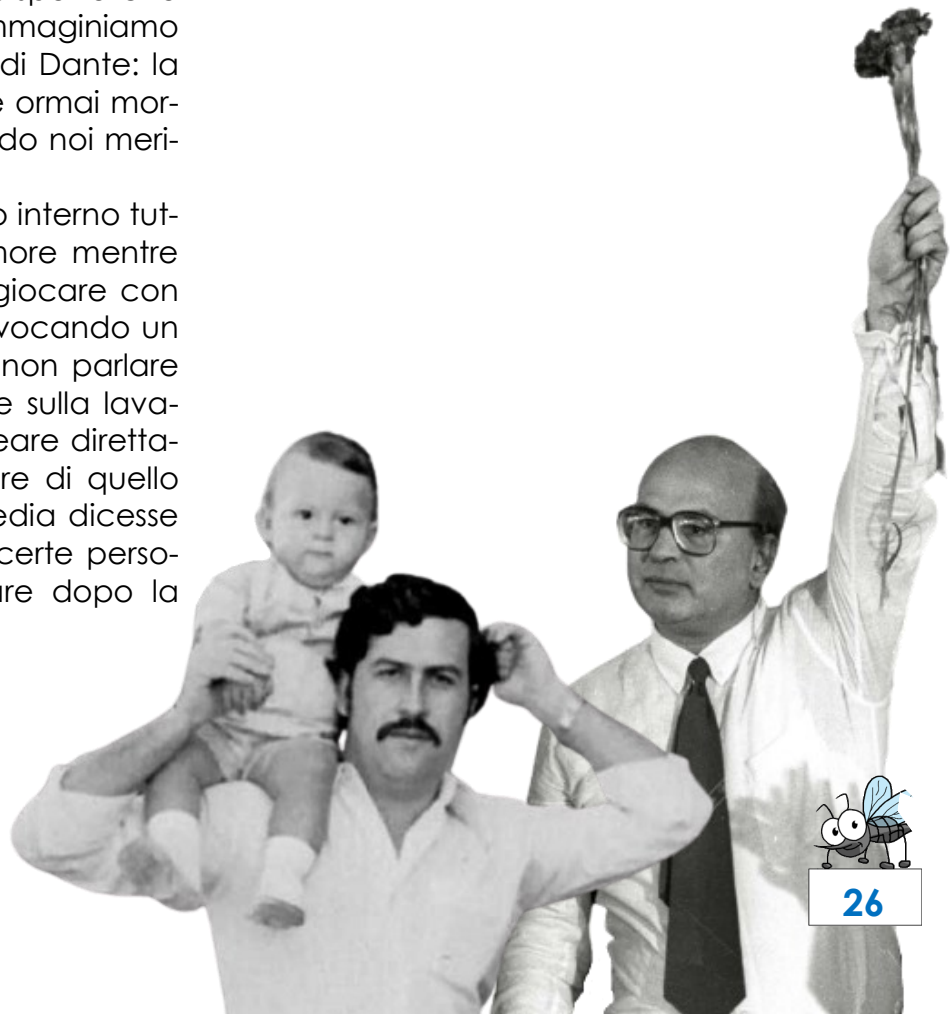 mmaginiamo
di Dante: la
e ormai mor-
do noi meri-
o interno tut-
nore mentre
giocare con
vocando un
non parlare
e sulla lava-
eare diretta-
re di quello
edia dicesse
certe perso-
are dopo la
26